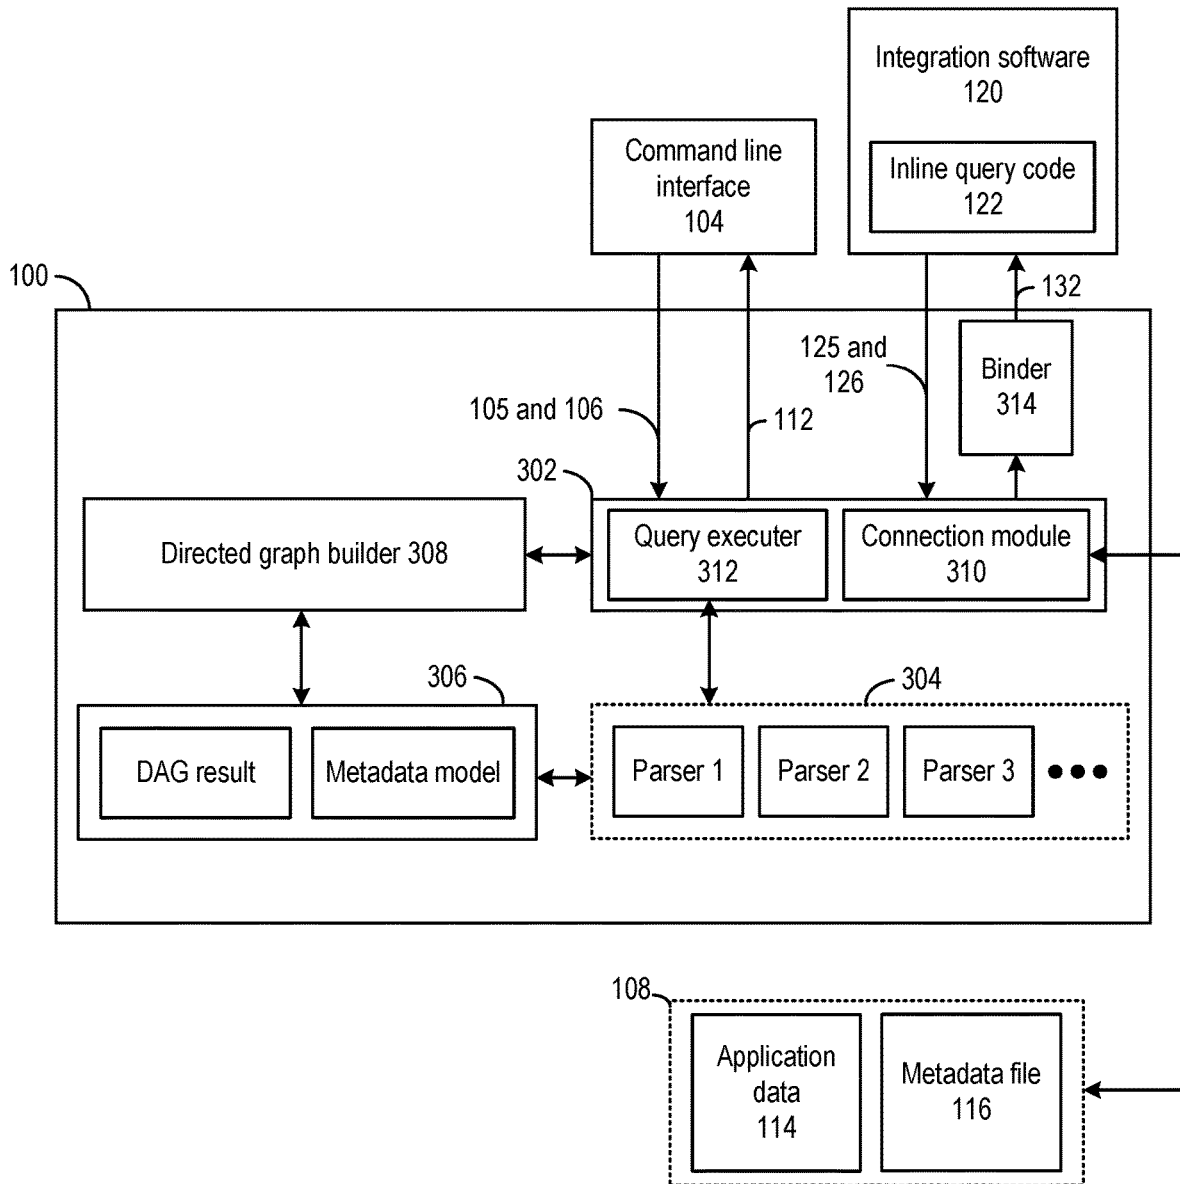 Integration software
120
Command line
interface
104
Inline query code
122
100
132
125 and
126
Binder
314
105 and 106
112
302
Directed graph builder 308
Query executer
312
Connection module
310
306
304
DAG result
Metadata model
Parser 1
Parser 2
Parser 3
108
Application
data
114
Metadata file
116